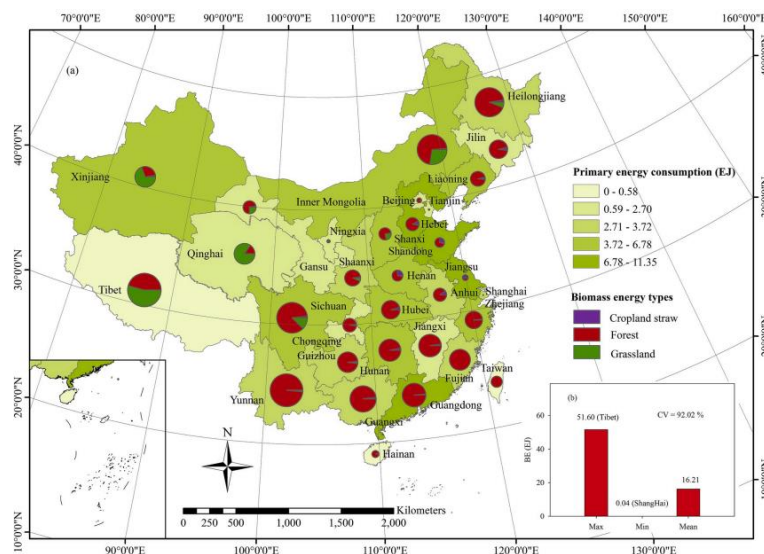 70°0'0"E
80°0'0"E
90°0'0"E
100°0'0"E
110°0'0"E
120°0'0"E
130°0'0"E
140°0'0"E
150°0'0"E
160°0'0"E
(a)
40°0'0"N
30°0'0"N
20°0'0"N
10°0'0"N
Heilongjiang
Jilin
Liaoning
Xinjiang
Inner Mongolia
Beijing
Tianjin
Hebei
Ningxia
Shanxi
Shandong
Qinghai
Gansu
Shaanxi
Henan
Jiangsu
Tibet
Anhui
Shanghai
Zhejiang
Sichuan
Hubei
Chongqing
Jiangxi
Guizhou
Hunan
Fujian
Taiwan
Yunnan
Guangxi
Guangdong
Hainan
Primary energy consumption (EJ)
0 - 0.58
0.59 - 2.70
2.71 - 3.72
3.72 - 6.78
6.78 - 11.35
Biomass energy types
Cropland straw
Forest
Grassland
N
Kilometers
0 250 500 1,000 1,500 2,000
(b)
51.60 (Tibet)
CV = 92.02 %
BE (EJ)
60
40
20
0
0.04 (ShangHai)
16.21
Max Min Mean
90°0'0"E
100°0'0"E
110°0'0"E
120°0'0"E
130°0'0"E